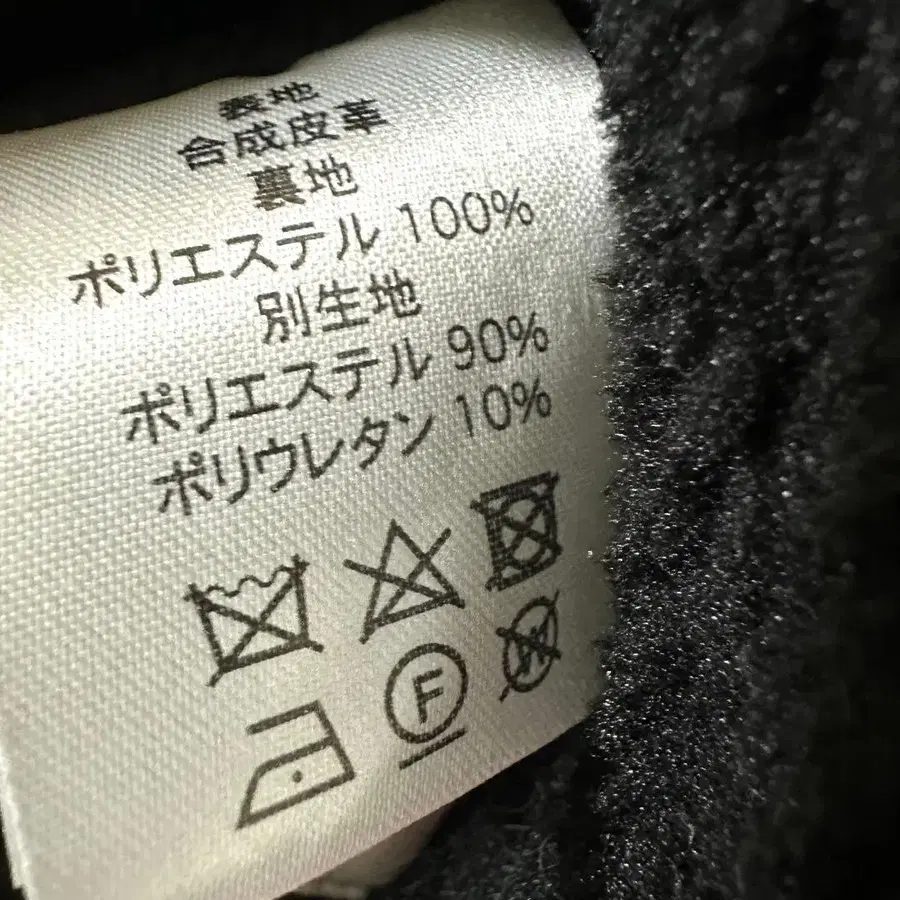 表地
合成皮革
裏地
ポリエステル 100%
別生地
ポリエステル 90%
ポリウレタン 10%
F
W